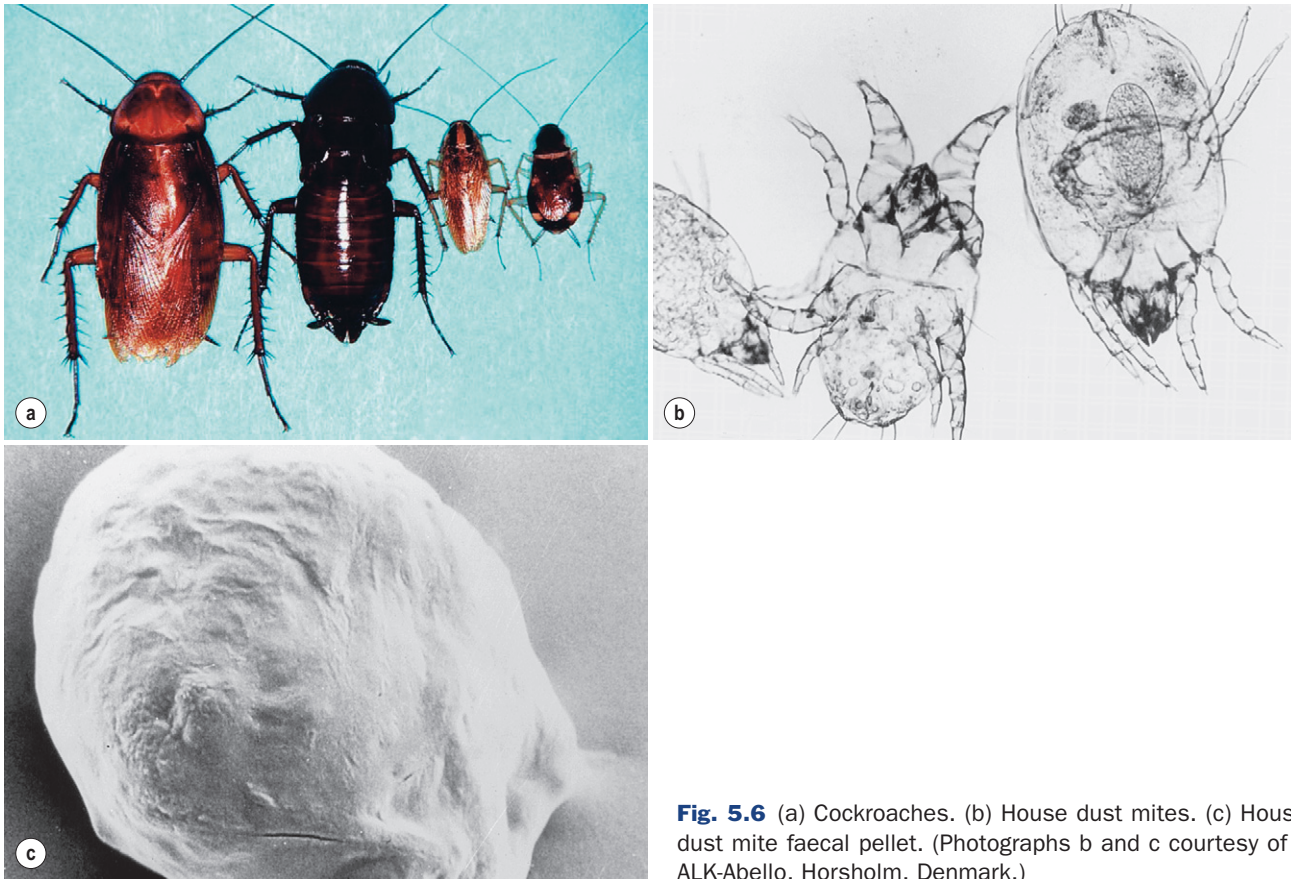 a
b
c
Fig. 5.6 (a) Cockroaches. (b) House dust mites. (c) Hous
dust mite faecal pellet. (Photographs b and c courtesy of
ALK-Abello, Horsholm, Denmark.)